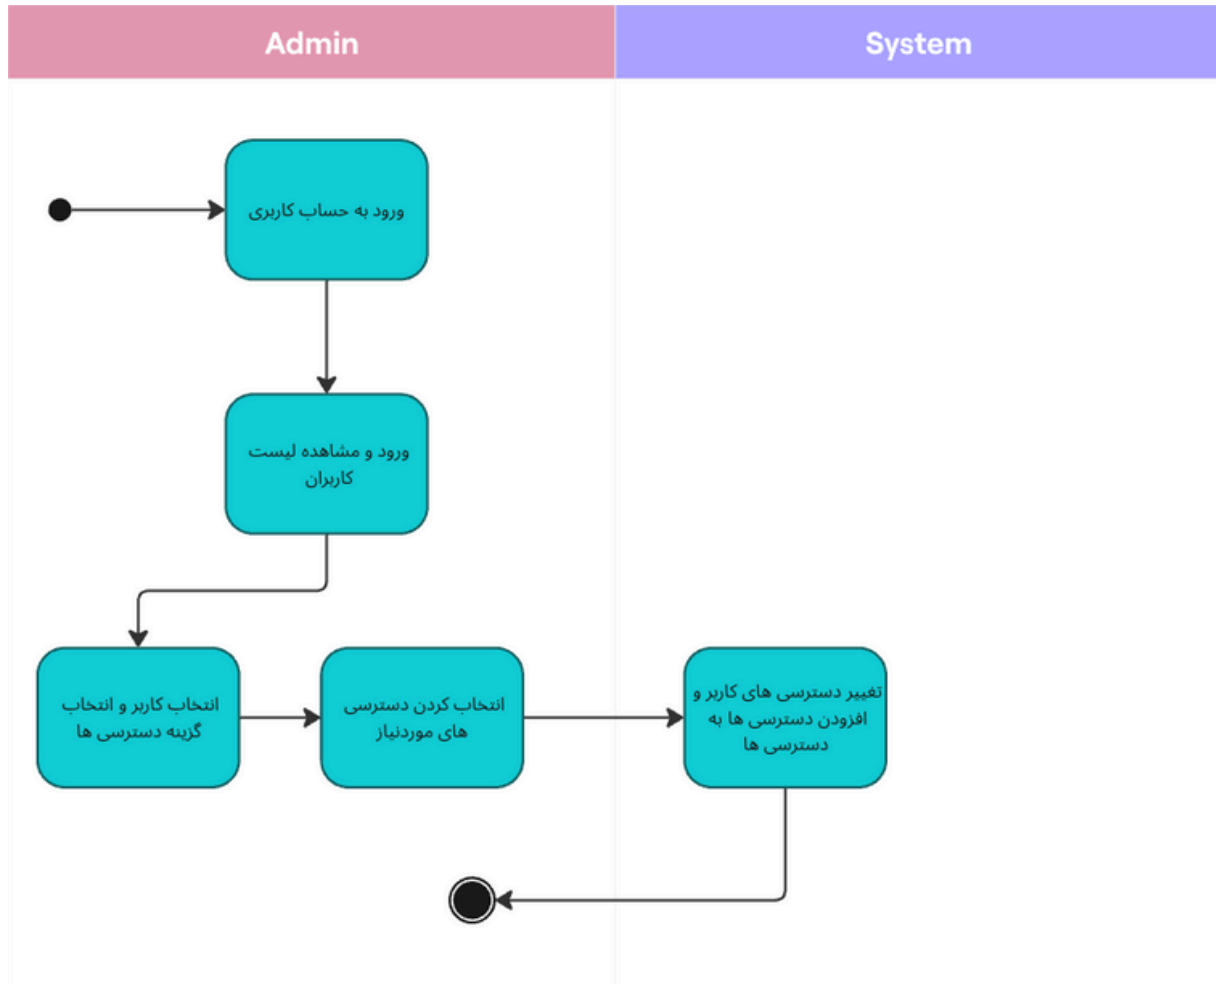 Admin
System
ورود به حساب کاربری
ورود و مشاهده لیست
کاربران
انتخاب کاربر و انتخاب
گزینه دسترسی ها
انتخاب کردن دسترسی
های موردنیاز
تغییر دسترسی های کاربر و
افزودن دسترسی ها به
دسترسی ها